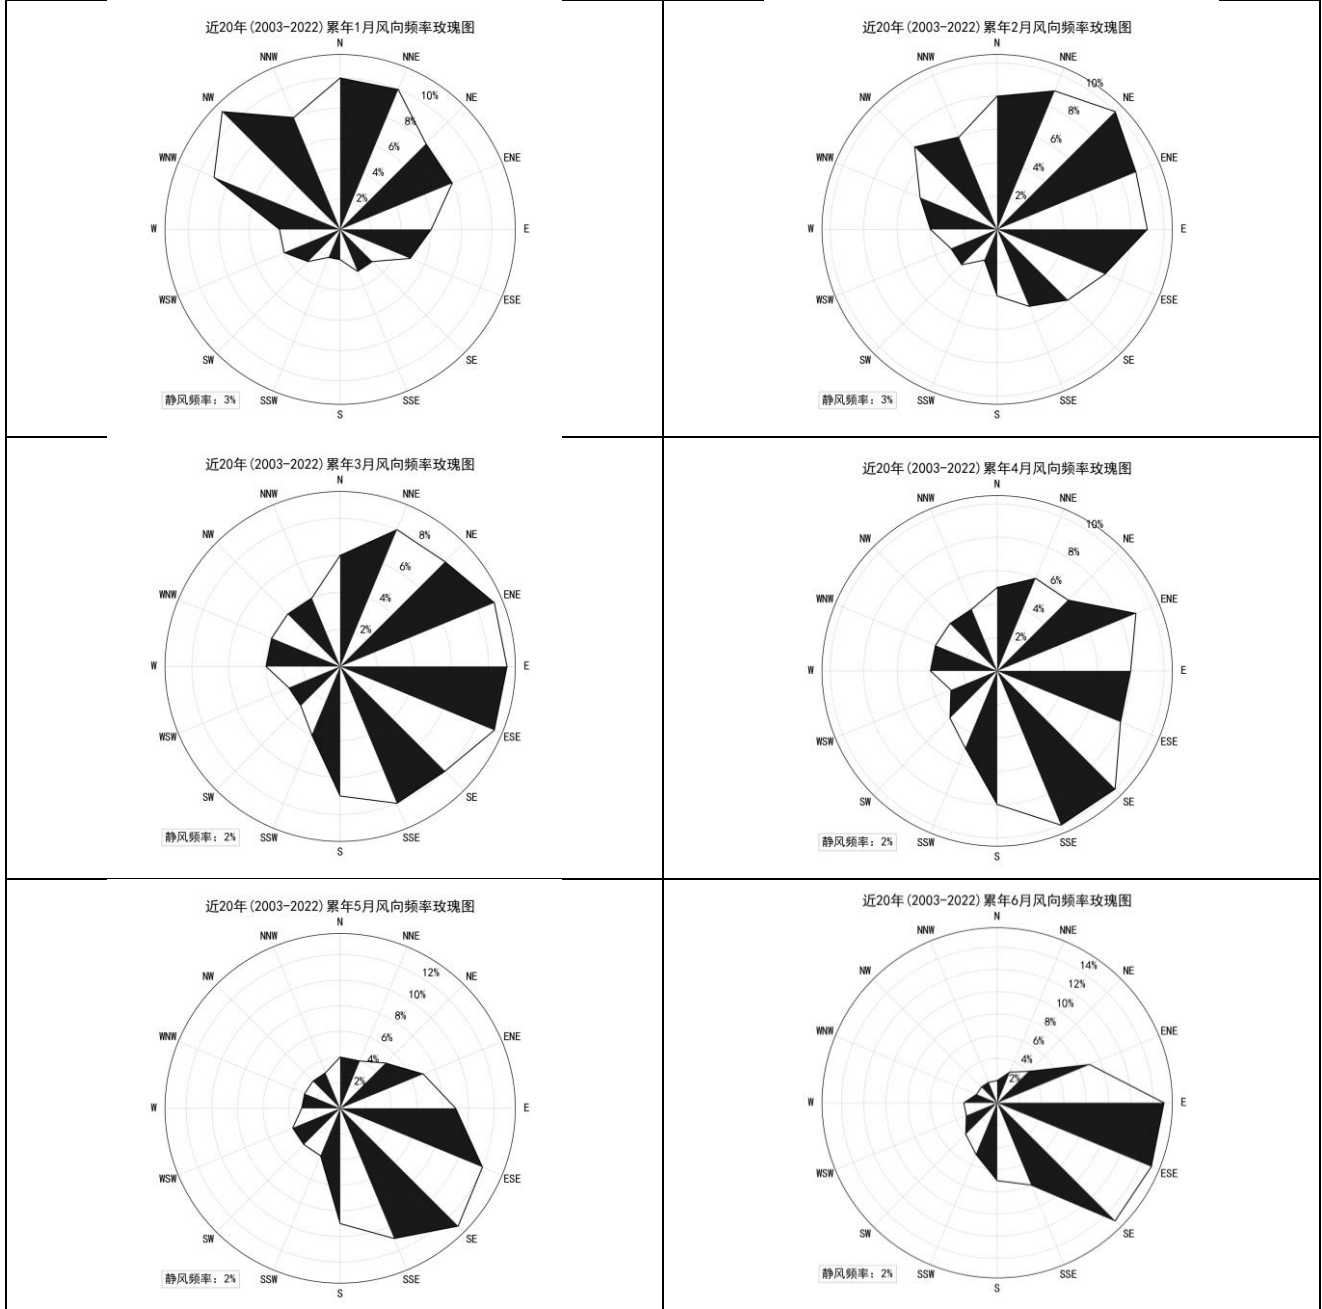 近20年(2003-2022)累年1月风向频率玫瑰图
N
NNW
NNE
10%
NW
NE
8%
6%
WNW
ENE
4%
2%
W
E
WSW
ESE
SW
SE
静风频率: 3%
SSW
SSE
S
近20年(2003-2022)累年2月风向频率玫瑰图
N
NNW
NNE
10%
NW
NE
8%
6%
WNW
ENE
4%
2%
W
E
WSW
ESE
SW
SE
静风频率: 3%
SSW
SSE
S
近20年(2003-2022)累年3月风向频率玫瑰图
N
NNW
NNE
8%
NW
NE
6%
WNW
ENE
4%
2%
W
E
WSW
ESE
SW
SE
静风频率: 2%
SSW
SSE
S
近20年(2003-2022)累年4月风向频率玫瑰图
N
NNW
NNE
10%
NW
NE
8%
6%
WNW
ENE
4%
2%
W
E
WSW
ESE
SW
SE
静风频率: 2%
SSW
SSE
S
近20年(2003-2022)累年5月风向频率玫瑰图
N
NNW
NNE
12%
NW
NE
10%
8%
6%
WNW
ENE
4%
2%
W
E
WSW
ESE
SW
SE
静风频率: 2%
SSW
SSE
S
近20年(2003-2022)累年6月风向频率玫瑰图
N
NNW
NNE
14%
NW
NE
12%
10%
8%
WNW
ENE
6%
4%
2%
W
E
WSW
ESE
SW
SE
静风频率: 2%
SSW
SSE
S